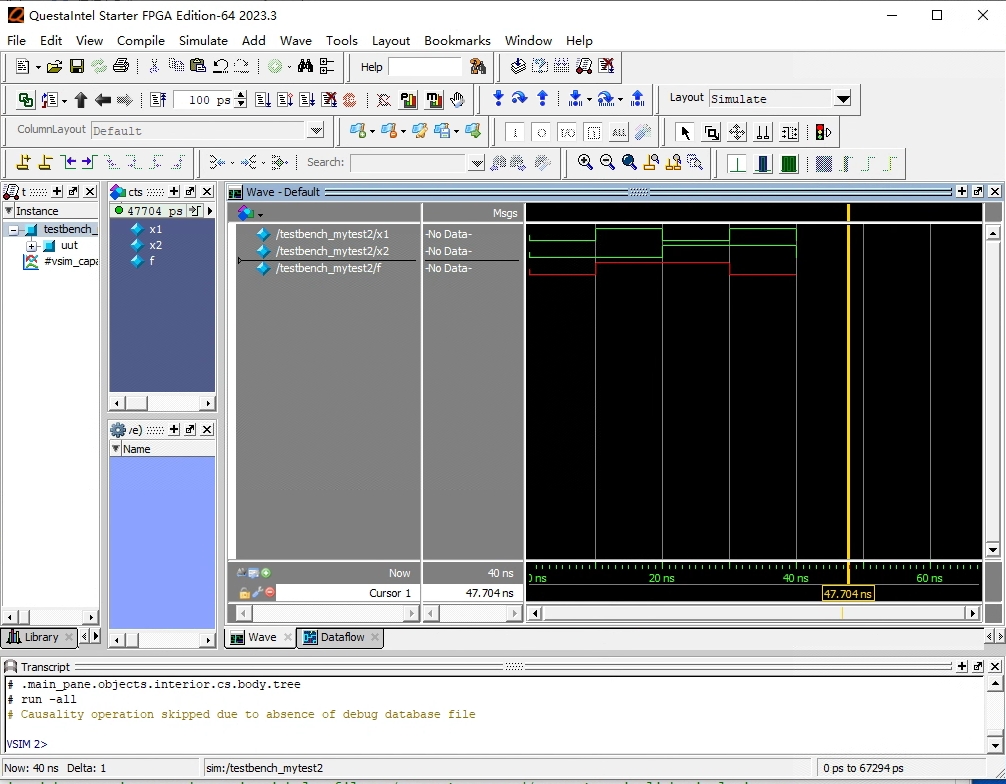 QuestaIntel Starter FPGA Edition-64 2023.3
File Edit View Compile Simulate Add Wave Tools Layout Bookmarks Window Help
Help
100 ps
Layout Simulate
ColumnLayout Default
Search:
t
cts
Wave - Default
Instance
47704 ps
Msgs
testbench_
uut
#vsim_capa
x1
x2
f
/testbench_mytest2/x1 -No Data-
/testbench_mytest2/x2 -No Data-
/testbench_mytest2/f -No Data-
ve)
Name
Now 40 ns
Cursor 1 47.704 ns
0 ns 20 ns 40 ns 60 ns
47.704 ns
Library
Wave
Dataflow
Transcript
# .main_pane.objects.interior.cs.body.tree
# run -all
# Causality operation skipped due to absence of debug database file
VSIM 2>
Now: 40 ns Delta: 1
sim:/testbench_mytest2
0 ps to 67294 ps